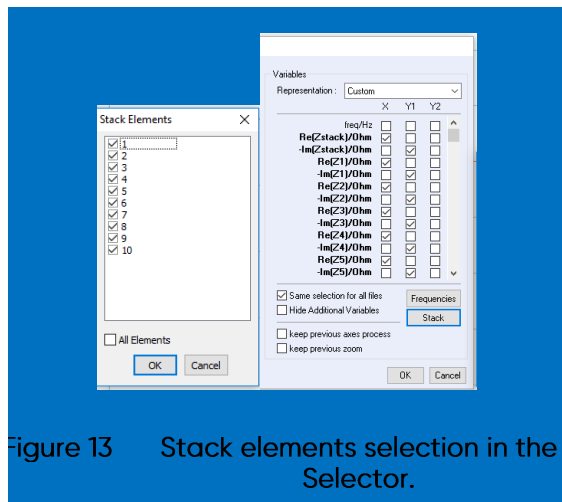 Stack Elements
1
2
3
4
5
6
7
8
9
10
All Elements
OK Cancel
Variables
Representation : Custom
X Y1 Y2
freq/Hz
Re(Zstack)/Ohm
-Im(Zstack)/Ohm
Re(Z1)/Ohm
-Im(Z1)/Ohm
Re(Z2)/Ohm
-Im(Z2)/Ohm
Re(Z3)/Ohm
-Im(Z3)/Ohm
Re(Z4)/Ohm
-Im(Z4)/Ohm
Re(Z5)/Ohm
-Im(Z5)/Ohm
Same selection for all files Frequencies
Hide Additional Variables Stack
keep previous axes process
keep previous zoom
OK Cancel
Figure 13 Stack elements selection in the
Selector.